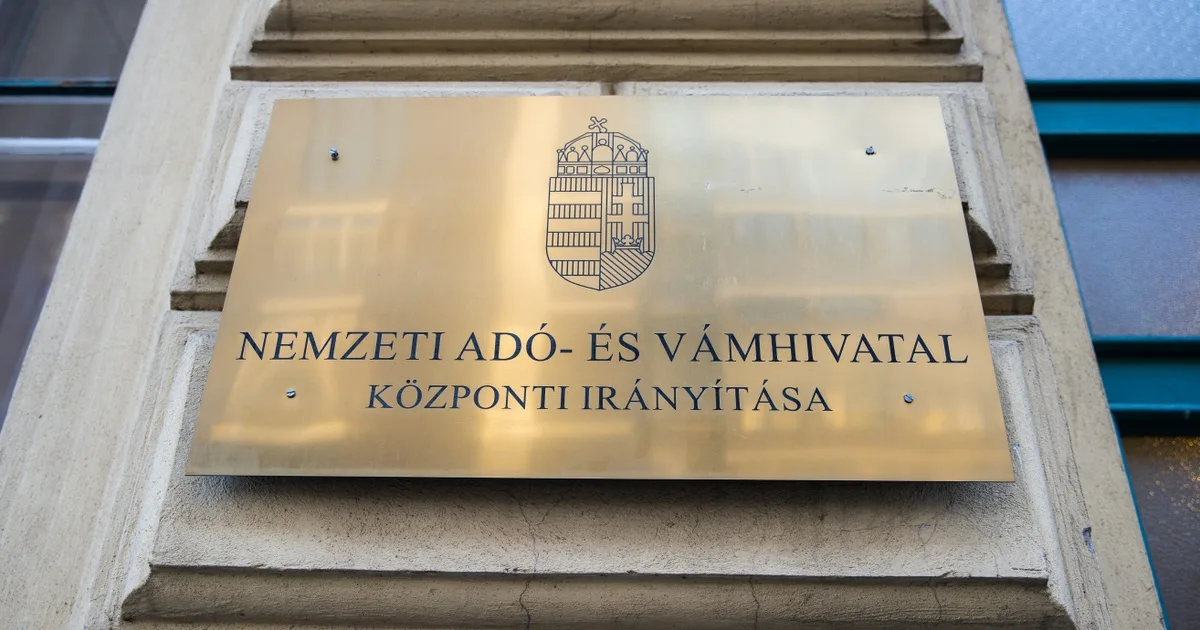 NEMZETI ADÓ- ÉS VÁMHIVATAL
KÖZPONTI IRÁNYÍTÁSA